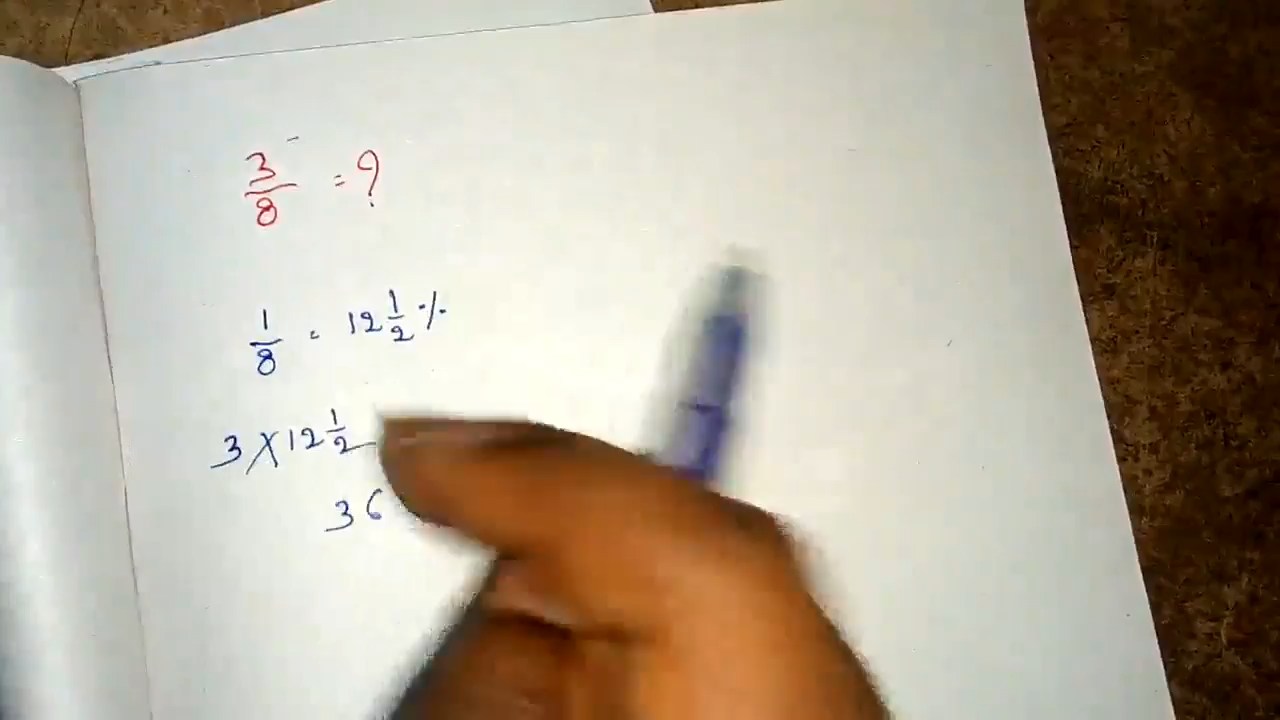 3/8 = ?
1/8 = 12 1/2 %
3 X 12 1/2
36